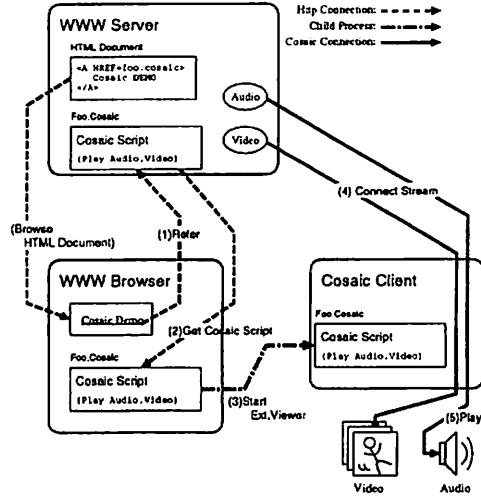 Http Connection:
Child Process:
Cosaic Connection:
WWW Server
HTML Document
<A HREF=foo.cosaic>
Cosaic DEMO
</A>
Audio
Foo.Cosaic
Video
Cosaic Script
(Play Audio,Video)
(4) Connect Stream
(Browse
HTML Document)
(1)Refer
WWW Browser
Cosaic Client
Cosaic Demo
(2)Get Cosaic Script
Foo.Cosaic
Cosaic Script
(Play Audio,Video)
Foo.Cosaic
Cosaic Script
(Play Audio,Video)
(3)Start
Ext,Viewer
(5)Play
Video
Audio